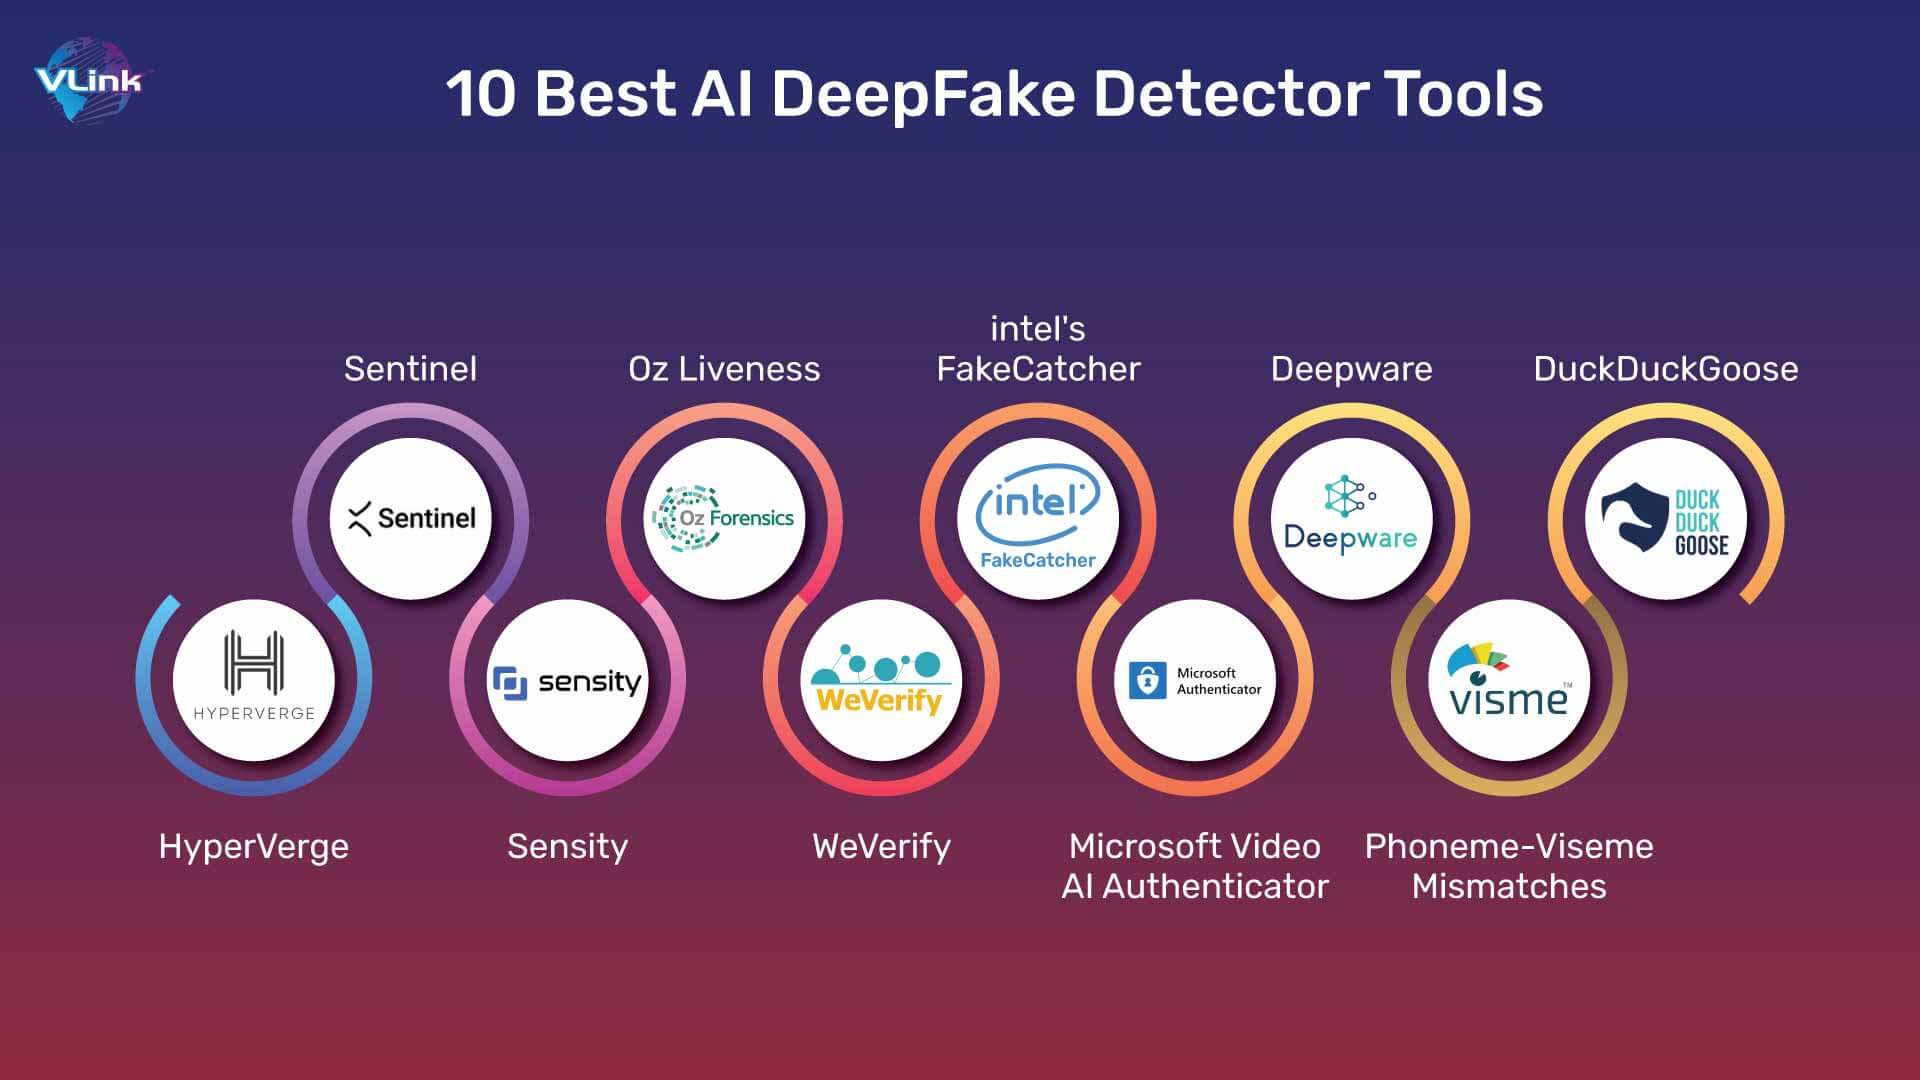 VLink
10 Best AI DeepFake Detector Tools
Sentinel
Oz Liveness
intel's
FakeCatcher
Deepware
DuckDuckGoose
Sentinel
Oz Forensics
intel
FakeCatcher
Deepware
DUCK
DUCK
GOOSE
HYPERVERGE
sensity
WeVerify
Microsoft
Authenticator
visme™
HyperVerge
Sensity
WeVerify
Microsoft Video
AI Authenticator
Phoneme-Viseme
Mismatches